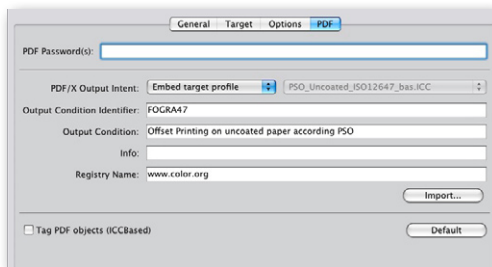 General Target Options PDF
PDF Password(s):
PDF/X Output Intent: Embed target profile PSO_Uncoated_ISO12647_bas.ICC
Output Condition Identifier: FOGRA47
Output Condition: Offset Printing on uncoated paper according PSO
Info:
Registry Name: www.color.org
Import...
Tag PDF objects (ICCBased) Default